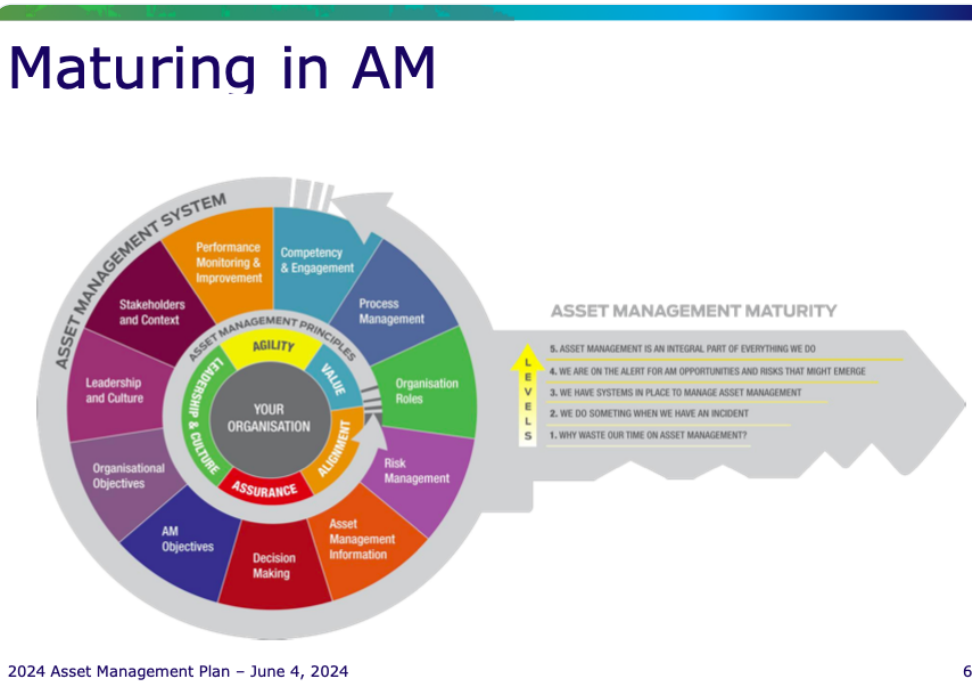 Maturing in AM
ASSET MANAGEMENT SYSTEM
Performance
Monitoring &
Improvement
Competency
& Engagement
Process
Management
Organisation
Roles
Risk
Management
Asset
Management
Information
Decision
Making
AM
Objectives
Organisational
Objectives
Leadership
and Culture
Stakeholders
and Context
ASSET MANAGEMENT PRINCIPLES
AGILITY
VALUE
ALIGNMENT
ASSURANCE
LEADERSHIP & CULTURE
YOUR
ORGANISATION
ASSET MANAGEMENT MATURITY
LEVELS
5. ASSET MANAGEMENT IS AN INTEGRAL PART OF EVERYTHING WE DO
4. WE ARE ON THE ALERT FOR AM OPPORTUNITIES AND RISKS THAT MIGHT EMERGE
3. WE HAVE SYSTEMS IN PLACE TO MANAGE ASSET MANAGEMENT
2. WE DO SOMETING WHEN WE HAVE AN INCIDENT
1. WHY WASTE OUR TIME ON ASSET MANAGEMENT?
2024 Asset Management Plan – June 4, 2024
6